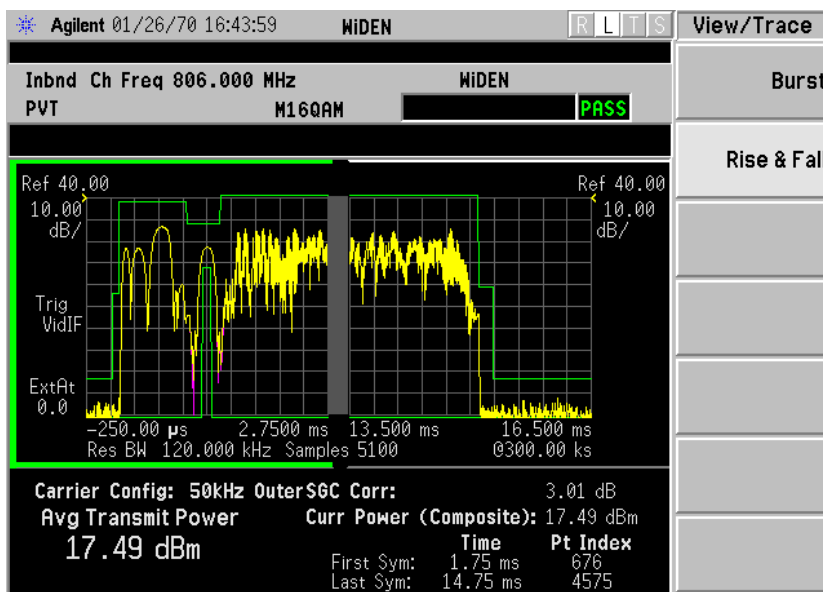 Agilent 01/26/70 16:43:59 WiDEN R L T S View/Trace
Inbnd Ch Freq 806.000 MHz WiDEN
PVT M16QAM PASS
Burst
Rise & Fall
Ref 40.00 Ref 40.00
10.00 10.00
dB/ dB/
Trig
VidIF
ExtAt
0.0
-250.00 µs 2.7500 ms 13.500 ms 16.500 ms
Res BW 120.000 kHz Samples 5100 @300.00 ks
Carrier Config: 50kHz OuterSGC Corr: 3.01 dB
Avg Transmit Power Curr Power (Composite): 17.49 dBm
17.49 dBm
Time Pt Index
First Sym: 1.75 ms 676
Last Sym: 14.75 ms 4575